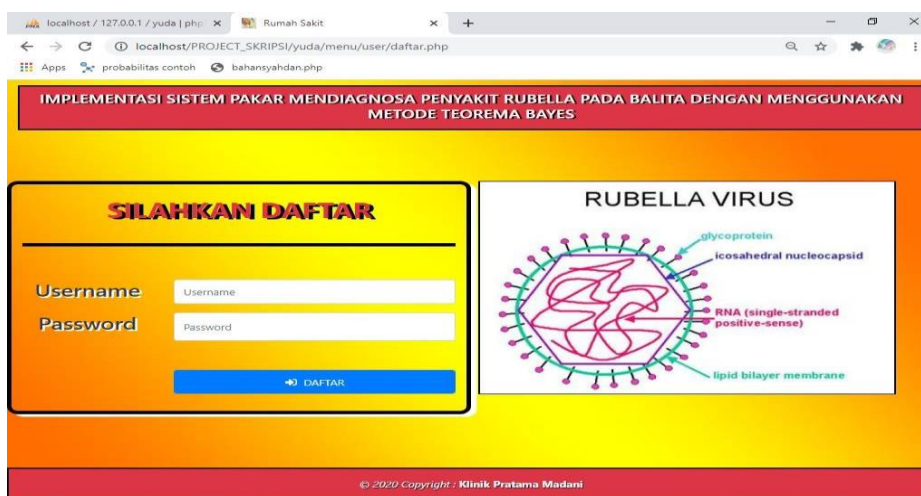 localhost / 127.0.0.1 / yuda | php
Rumah Sakit
localhost/PROJECT_SKRIPSI/yuda/menu/user/daftar.php
Apps
probabilitas contoh
bahansyahdan.php
IMPLEMENTASI SISTEM PAKAR MENDIAGNOSA PENYAKIT RUBELLA PADA BALITA DENGAN MENGGUNAKAN
METODE TEOREMA BAYES
SILAHKAN DAFTAR
Username
Username
Password
Password
DAFTAR
RUBELLA VIRUS
glycoprotein
icosahedral nucleocapsid
RNA (single-stranded
positive-sense)
lipid bilayer membrane
© 2020 Copyright : Klinik Pratama Madani